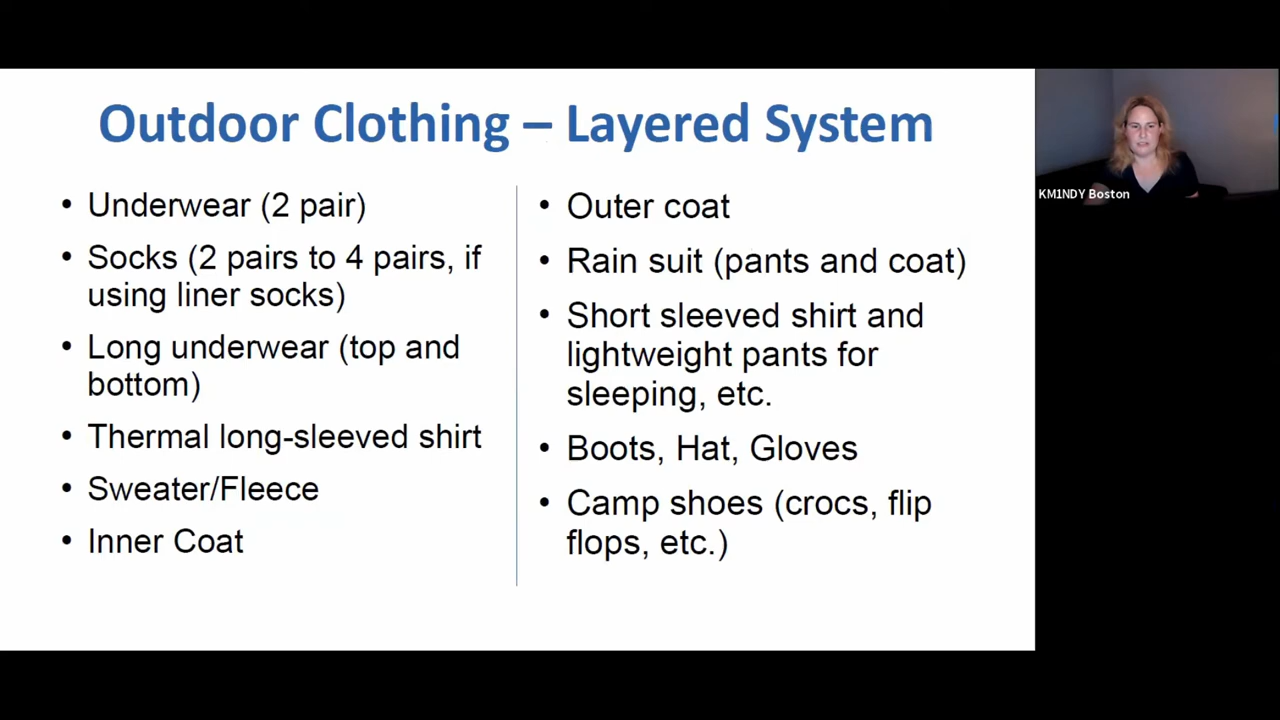 Outdoor Clothing – Layered System
• Underwear (2 pair)
• Socks (2 pairs to 4 pairs, if
using liner socks)
• Long underwear (top and
bottom)
• Thermal long-sleeved shirt
• Sweater/Fleece
• Inner Coat
• Outer coat
• Rain suit (pants and coat)
• Short sleeved shirt and
lightweight pants for
sleeping, etc.
• Boots, Hat, Gloves
• Camp shoes (crocs, flip
flops, etc.)
KM1NDY Boston